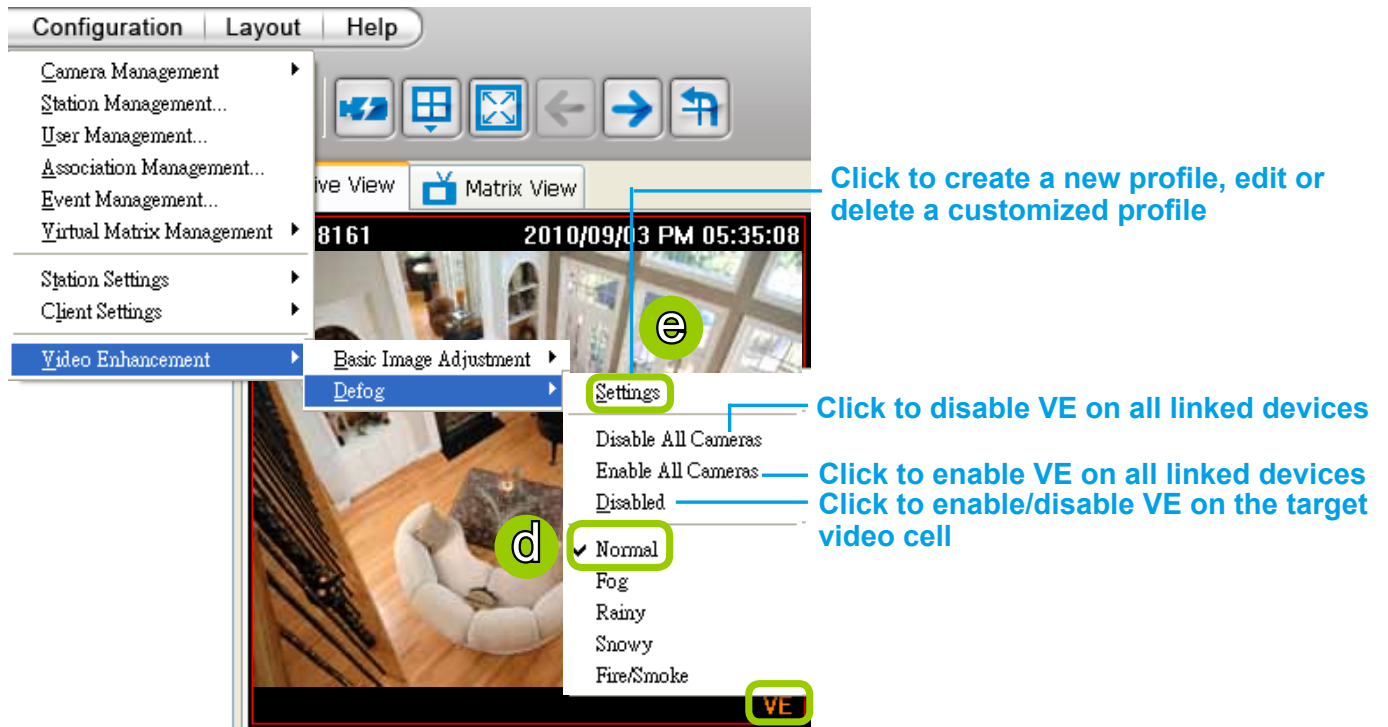 Configuration Layout Help
Camera Management
Station Management...
User Management...
Association Management...
Event Management...
Virtual Matrix Management
Station Settings
Client Settings
Video Enhancement
ive View
Matrix View
8161 2010/09/03 PM 05:35:08
Basic Image Adjustment
Defog
e
Settings
Disable All Cameras
Enable All Cameras
Disabled
d
Normal
Fog
Rainy
Snowy
Fire/Smoke
VE
Click to create a new profile, edit or
delete a customized profile
Click to disable VE on all linked devices
Click to enable VE on all linked devices
Click to enable/disable VE on the target
video cell